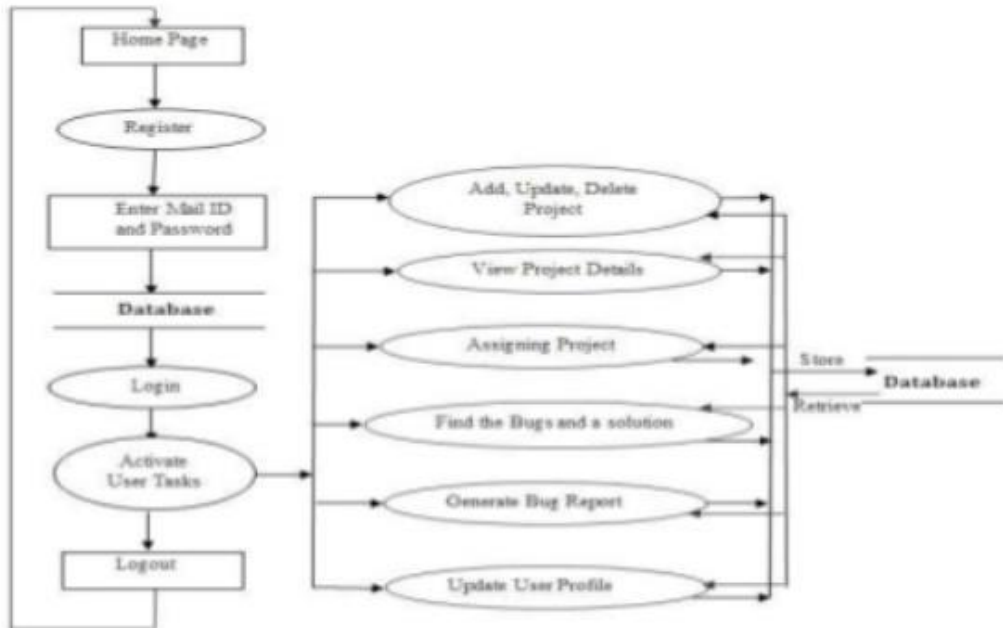 Home Page
Register
Enter Mail ID
and Password
Database
Login
Activate
User Tasks
Logout
Add, Update, Delete
Project
View Project Details
Assigning Project
Find the Bugs and a solution
Generate Bug Report
Update User Profile
Store
Database
Retrieve